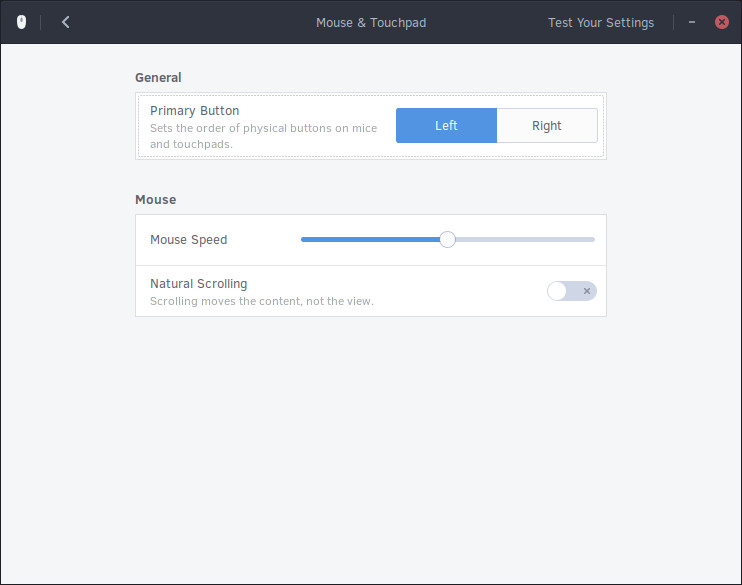 Mouse & Touchpad
Test Your Settings
General
Primary Button
Sets the order of physical buttons on mice
and touchpads.
Left
Right
Mouse
Mouse Speed
Natural Scrolling
Scrolling moves the content, not the view.